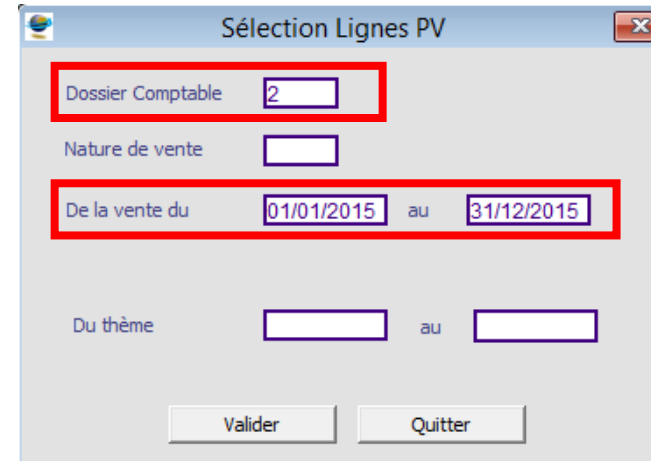 Sélection Lignes PV
Dossier Comptable 2
Nature de vente
De la vente du 01/01/2015 au 31/12/2015
Du thème au
Valider Quitter